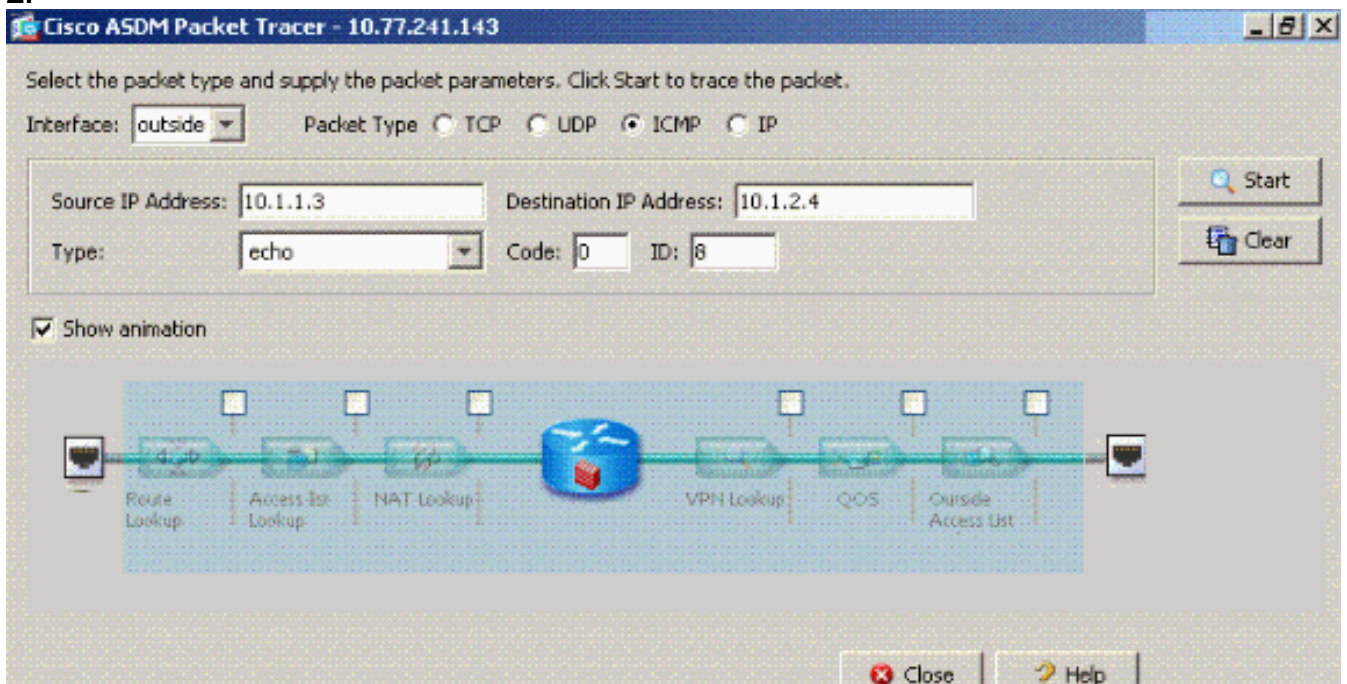 2.
Cisco ASDM Packet Tracer - 10.77.241.143
Select the packet type and supply the packet parameters. Click Start to trace the packet.
Interface: outside Packet Type TCP UDP ICMP IP
Source IP Address: 10.1.1.3 Destination IP Address: 10.1.2.4
Start
Type: echo Code: 0 ID: 8
Clear
Show animation
Route Lookup
Access-list Lookup
NAT Lookup
VPN Lookup
QOS
Outside Access List
Close Help